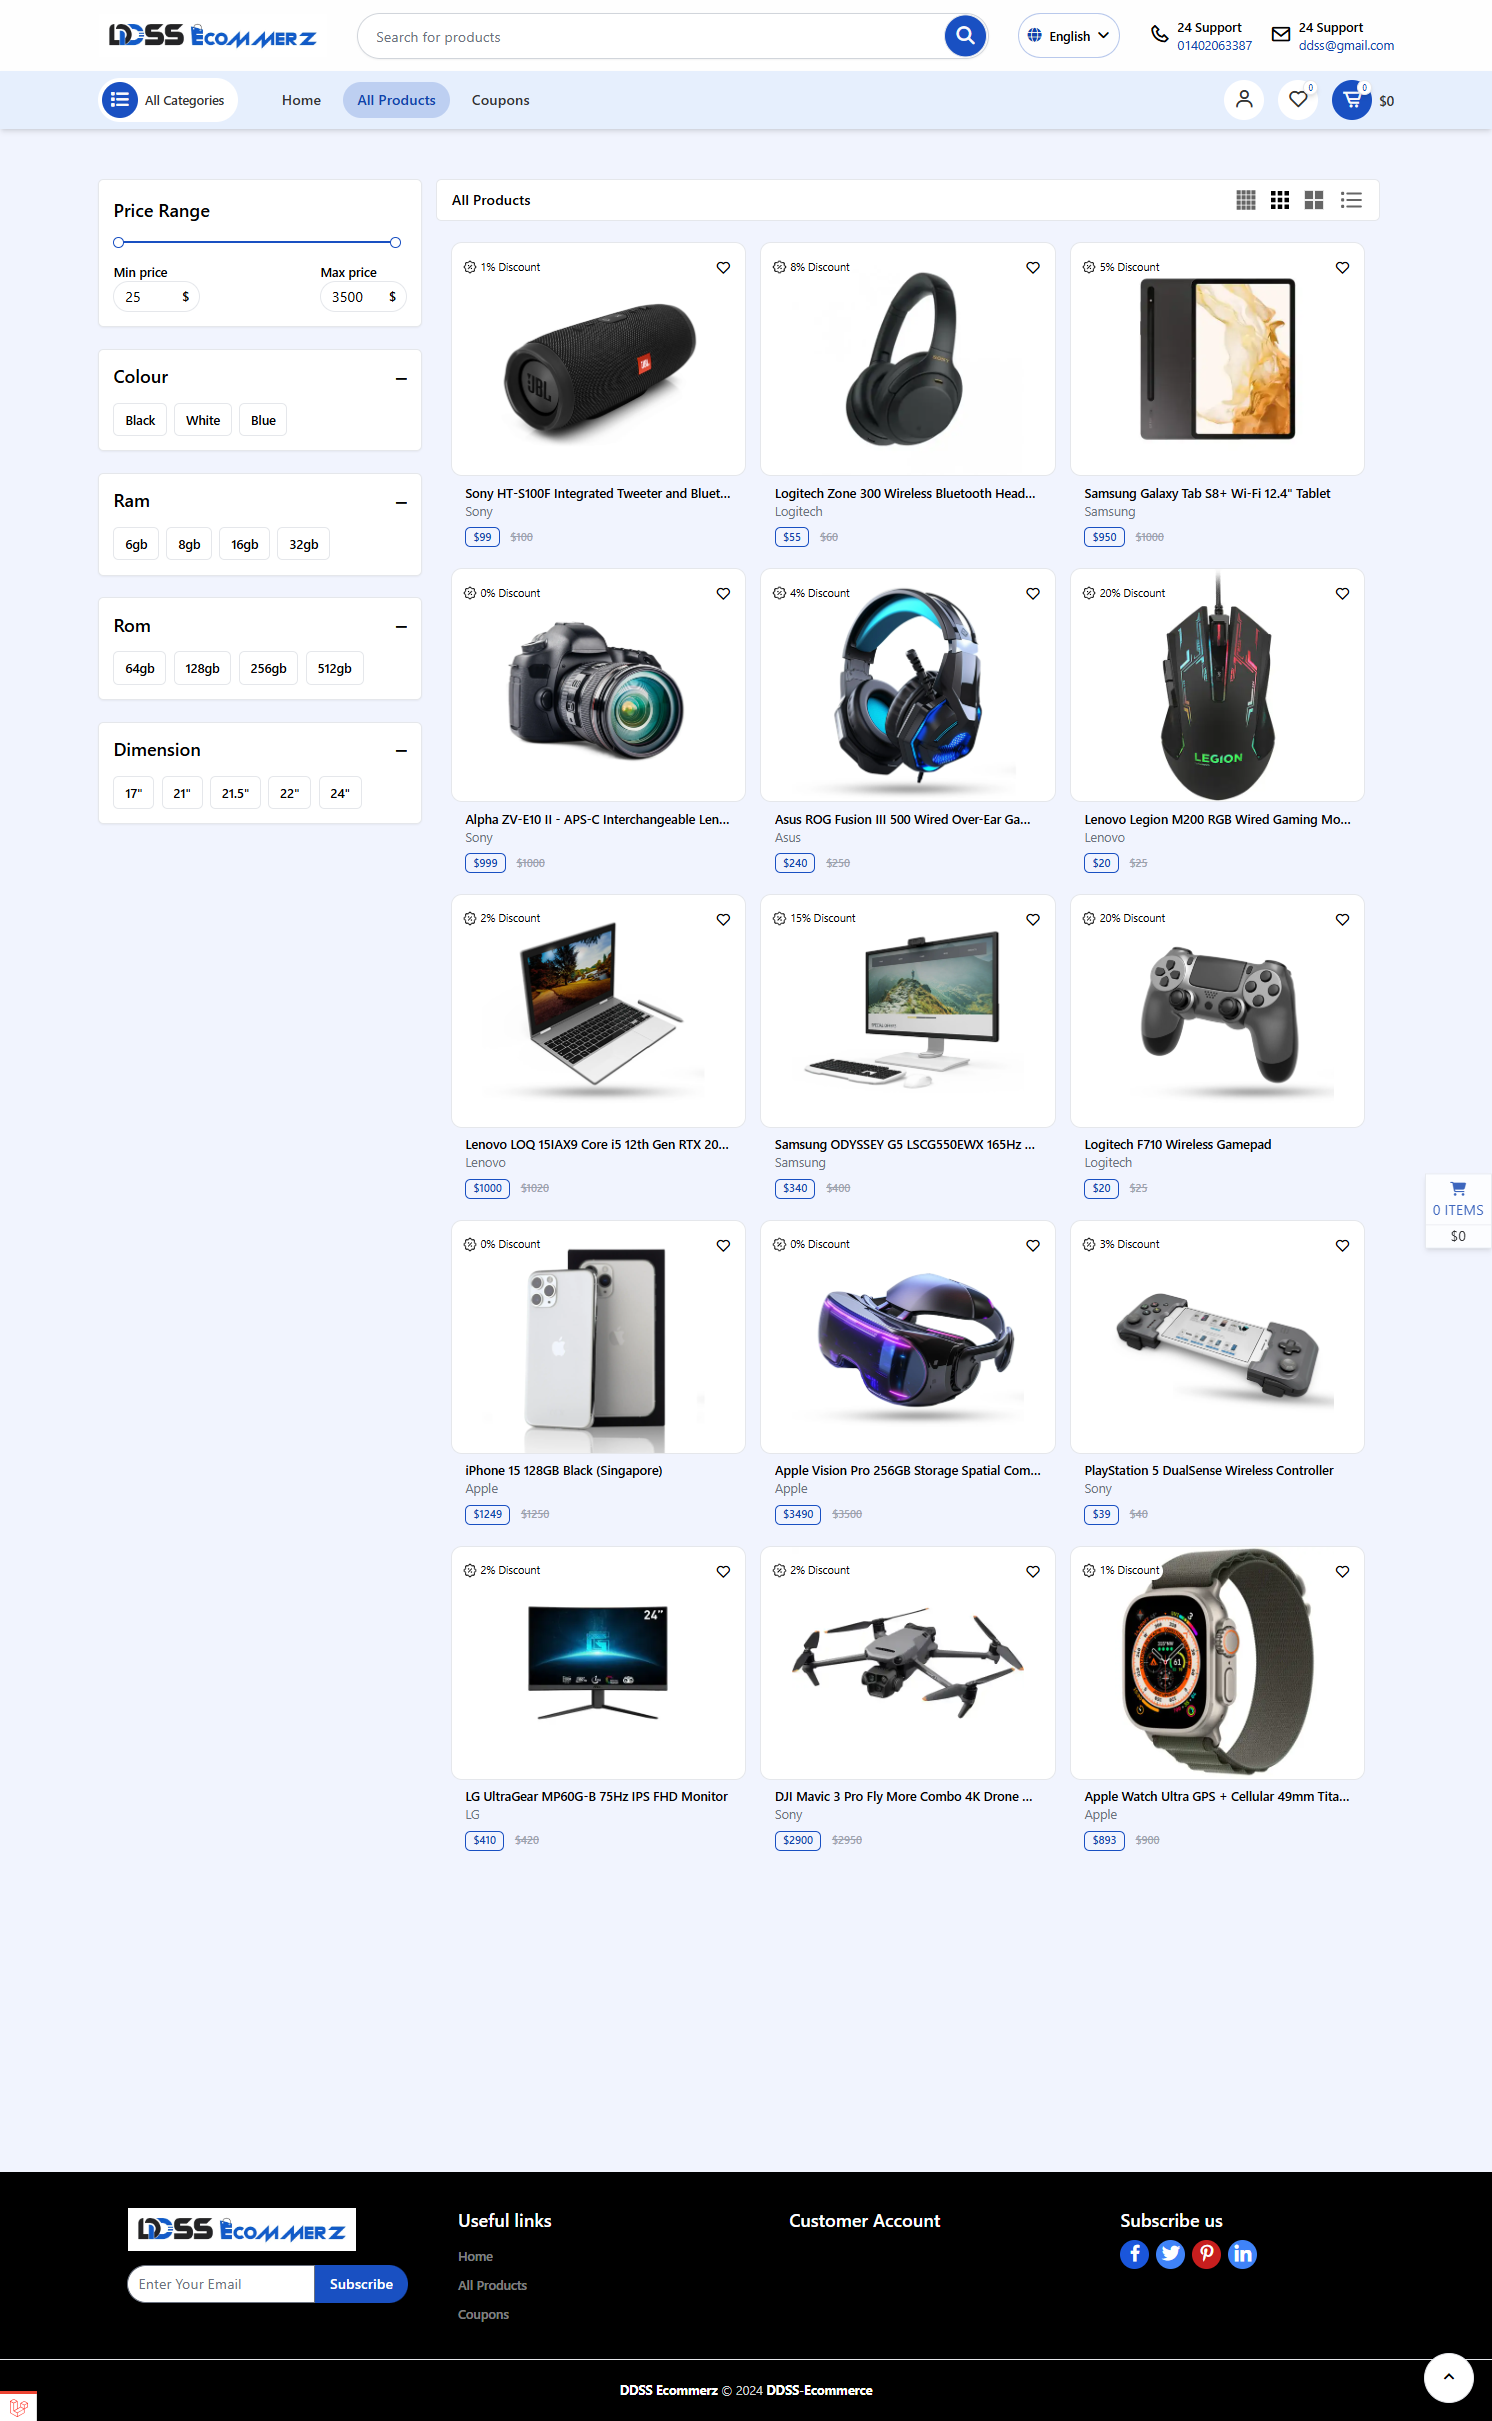 DDSS ECOMMERZ
Search for products
English
24 Support
01402063387
24 Support
ddss@gmail.com
All Categories
Home
All Products
Coupons
0
0
$0
Price Range
Min price
Max price
25 $
3500 $
Colour
Black
White
Blue
Ram
6gb
8gb
16gb
32gb
Rom
64gb
128gb
256gb
512gb
Dimension
17"
21"
21.5"
22"
24"
All Products
1% Discount
JBL
JBL
Sony HT-S100F Integrated Tweeter and Bluet...
Sony
$99 $100
8% Discount
SONY
Logitech Zone 300 Wireless Bluetooth Head...
Logitech
$55 $60
5% Discount
Samsung Galaxy Tab S8+ Wi-Fi 12.4" Tablet
Samsung
$950 $1000
0% Discount
Alpha ZV-E10 II - APS-C Interchangeable Len...
Sony
$999 $1000
4% Discount
Asus ROG Fusion III 500 Wired Over-Ear Ga...
Asus
$240 $250
20% Discount
LEGION
Lenovo Legion M200 RGB Wired Gaming Mo...
Lenovo
$20 $25
2% Discount
Lenovo LOQ 15IAX9 Core i5 12th Gen RTX 20...
Lenovo
$1000 $1020
15% Discount
Samsung ODYSSEY G5 LSCG550EWX 165Hz ...
Samsung
$340 $400
20% Discount
Logitech F710 Wireless Gamepad
Logitech
$20 $25
0% Discount
iPhone 15 128GB Black (Singapore)
Apple
$1249 $1250
0% Discount
Apple Vision Pro 256GB Storage Spatial Com...
Apple
$3490 $3500
3% Discount
PlayStation 5 DualSense Wireless Controller
Sony
$39 $40
2% Discount
24"
LG UltraGear MP60G-B 75Hz IPS FHD Monitor
LG
$410 $420
2% Discount
DJI Mavic 3 Pro Fly More Combo 4K Drone ...
Sony
$2900 $2950
1% Discount
Apple Watch Ultra GPS + Cellular 49mm Tita...
Apple
$893 $900
0 ITEMS
$0
DDSS ECOMMERZ
Enter Your Email
Subscribe
Useful links
Home
All Products
Coupons
Customer Account
Subscribe us
DDSS Ecommerz © 2024 DDSS-Ecommerce